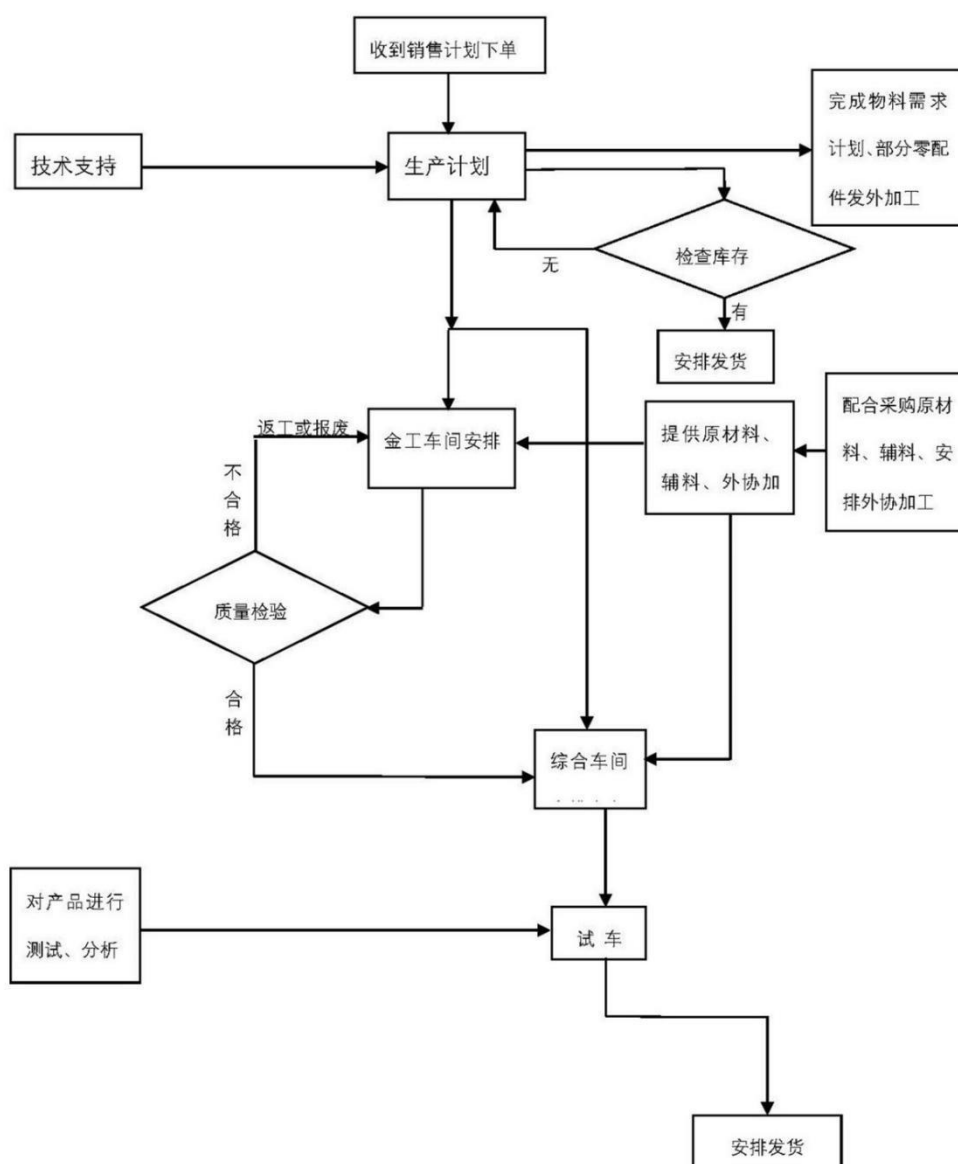 收到销售计划下单
完成物料需求
计划、部分零配
件发外加工
技术支持
生产计划
检查库存
无
有
安排发货
配合采购原材
料、辅料、安
排外协加工
返工或报废
金工车间安排
提供原材料、
辅料、外协加
不
合
格
质量检验
合
格
综合车间
对产品进行
测试、分析
试 车
安排发货